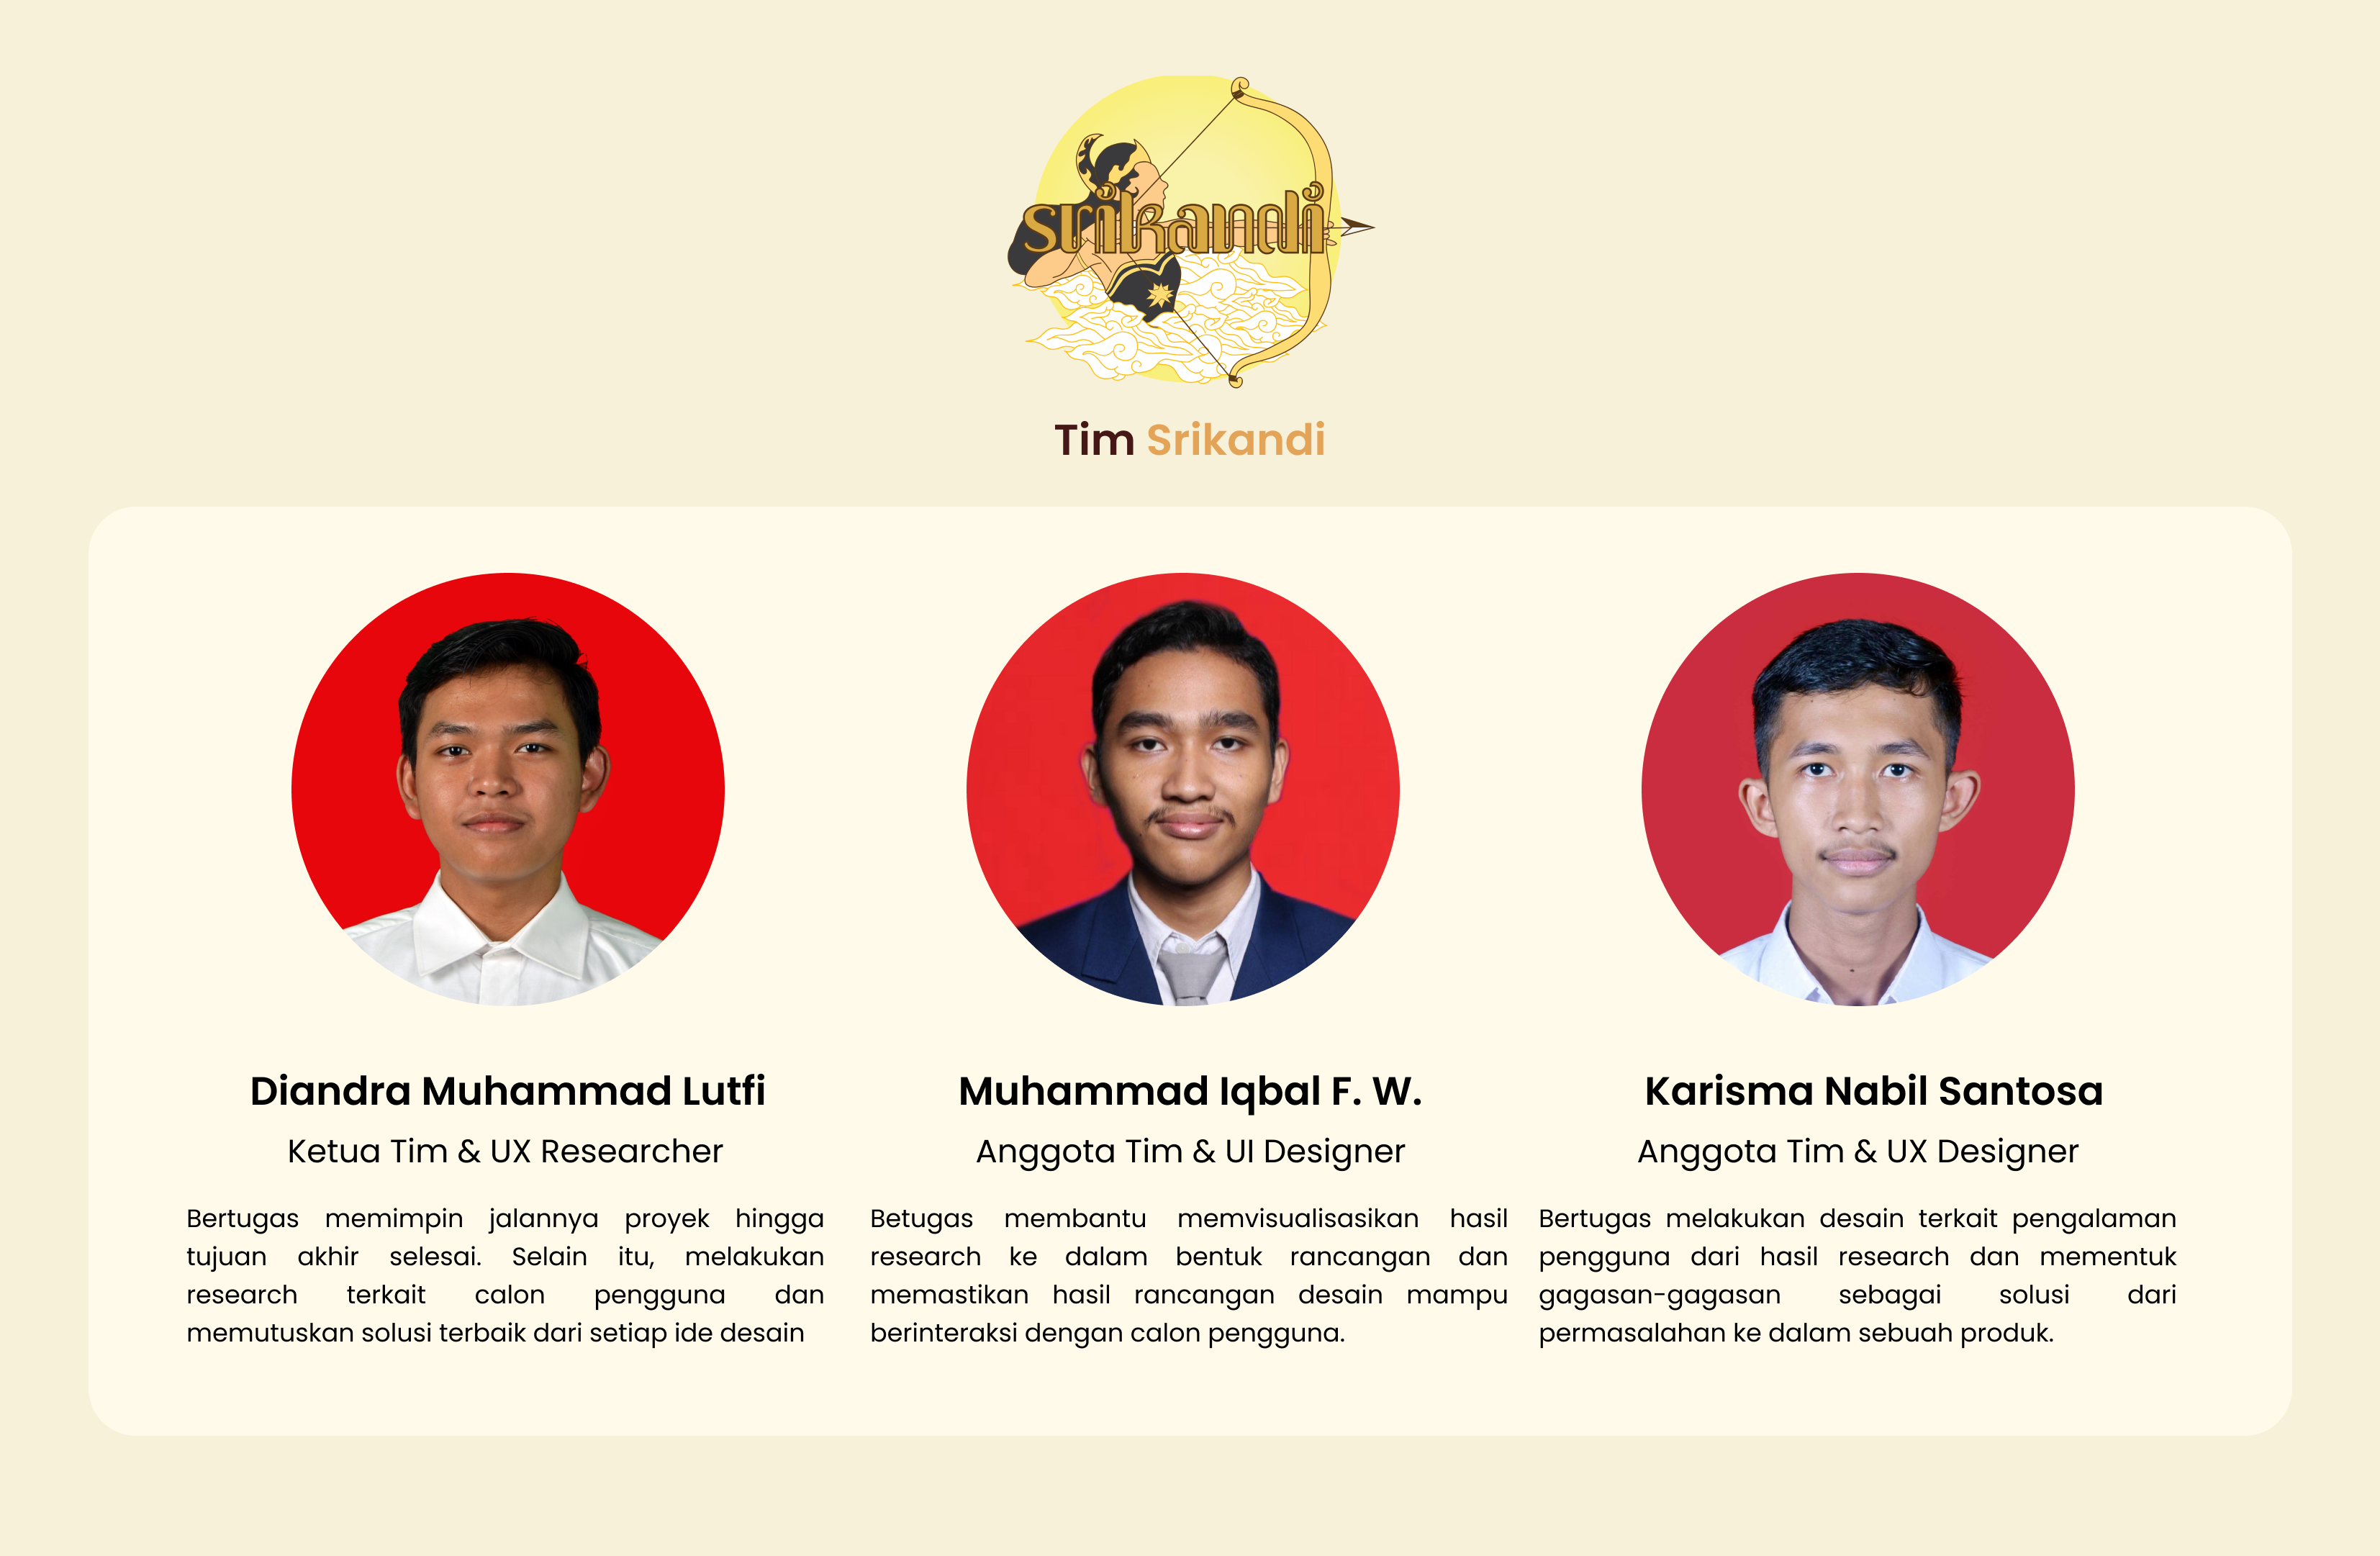 srikandi
Tim Srikandi
Diandra Muhammad Lutfi
Ketua Tim & UX Researcher
Bertugas memimpin jalannya proyek hingga
tujuan akhir selesai. Selain itu, melakukan
research terkait calon pengguna dan
memutuskan solusi terbaik dari setiap ide desain
Muhammad Iqbal F. W.
Anggota Tim & UI Designer
Betugas membantu memvisualisasikan hasil
research ke dalam bentuk rancangan dan
memastikan hasil rancangan desain mampu
berinteraksi dengan calon pengguna.
Karisma Nabil Santosa
Anggota Tim & UX Designer
Bertugas melakukan desain terkait pengalaman
pengguna dari hasil research dan mementuk
gagasan-gagasan sebagai solusi dari
permasalahan ke dalam sebuah produk.